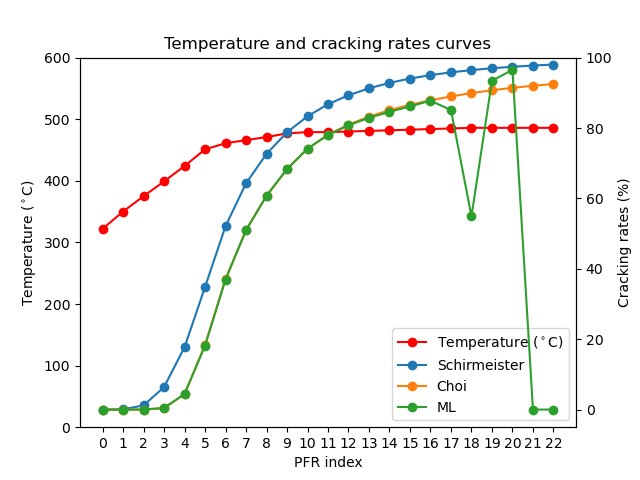 Temperature and cracking rates curves
600
500
400
300
200
100
0
Temperature (°C)
100
80
60
40
20
0
Cracking rates (%)
Temperature (°C)
Schirmeister
Choi
ML
0 1 2 3 4 5 6 7 8 9 10 11 12 13 14 15 16 17 18 19 20 21 22
PFR index